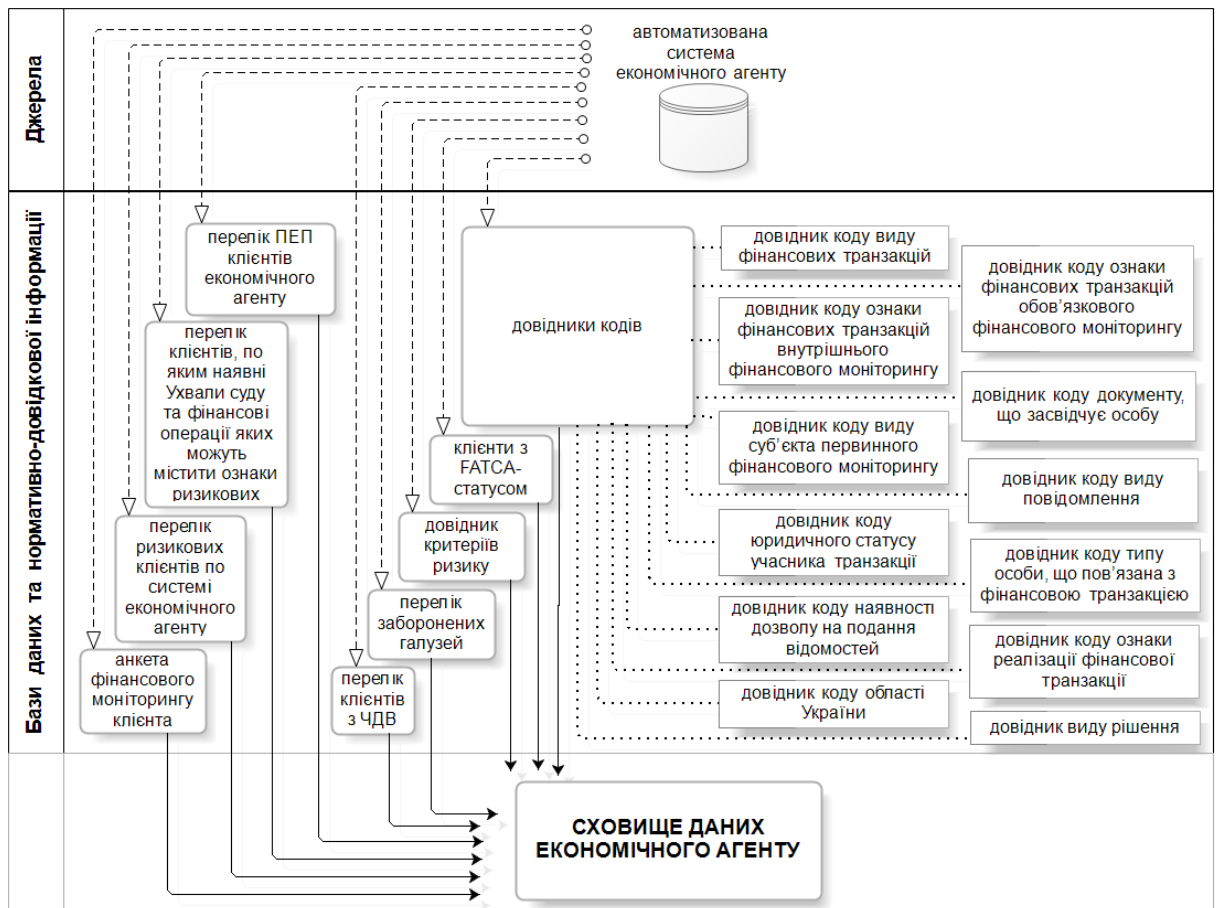 Джерела
автоматизована
система
економічного агенту
Бази даних та нормативно-довідкової інформації
перелік ПЕП
клієнтів
економічного
агенту
перелік
клієнтів, по
яким наявні
Ухвали суду
та фінансові
операції яких
можуть
містити ознаки
ризикових
перелік
ризикових
клієнтів по
системі
економічного
агенту
анкета
фінансового
моніторингу
клієнта
клієнти з
FATCA-
статусом
довідник
критеріїв
ризику
перелік
заборонених
галузей
перелік
клієнтів
з ЧДВ
довідники кодів
довідник коду виду
фінансових транзакцій
довідник коду ознаки
фінансових транзакцій
обов’язкового
фінансового моніторингу
довідник коду ознаки
фінансових транзакцій
внутрішнього
фінансового моніторингу
довідник коду документу,
що засвідчує особу
довідник коду виду
суб’єкта первинного
фінансового моніторингу
довідник коду виду
повідомлення
довідник коду
юридичного статусу
учасника транзакції
довідник коду типу
особи, що пов’язана з
фінансовою транзакцією
довідник коду наявності
дозволу на подання
відомостей
довідник коду ознаки
реалізації фінансової
транзакції
довідник коду області
України
довідник виду рішення
СХОВИЩЕ ДАНИХ
ЕКОНОМІЧНОГО АГЕНТУ